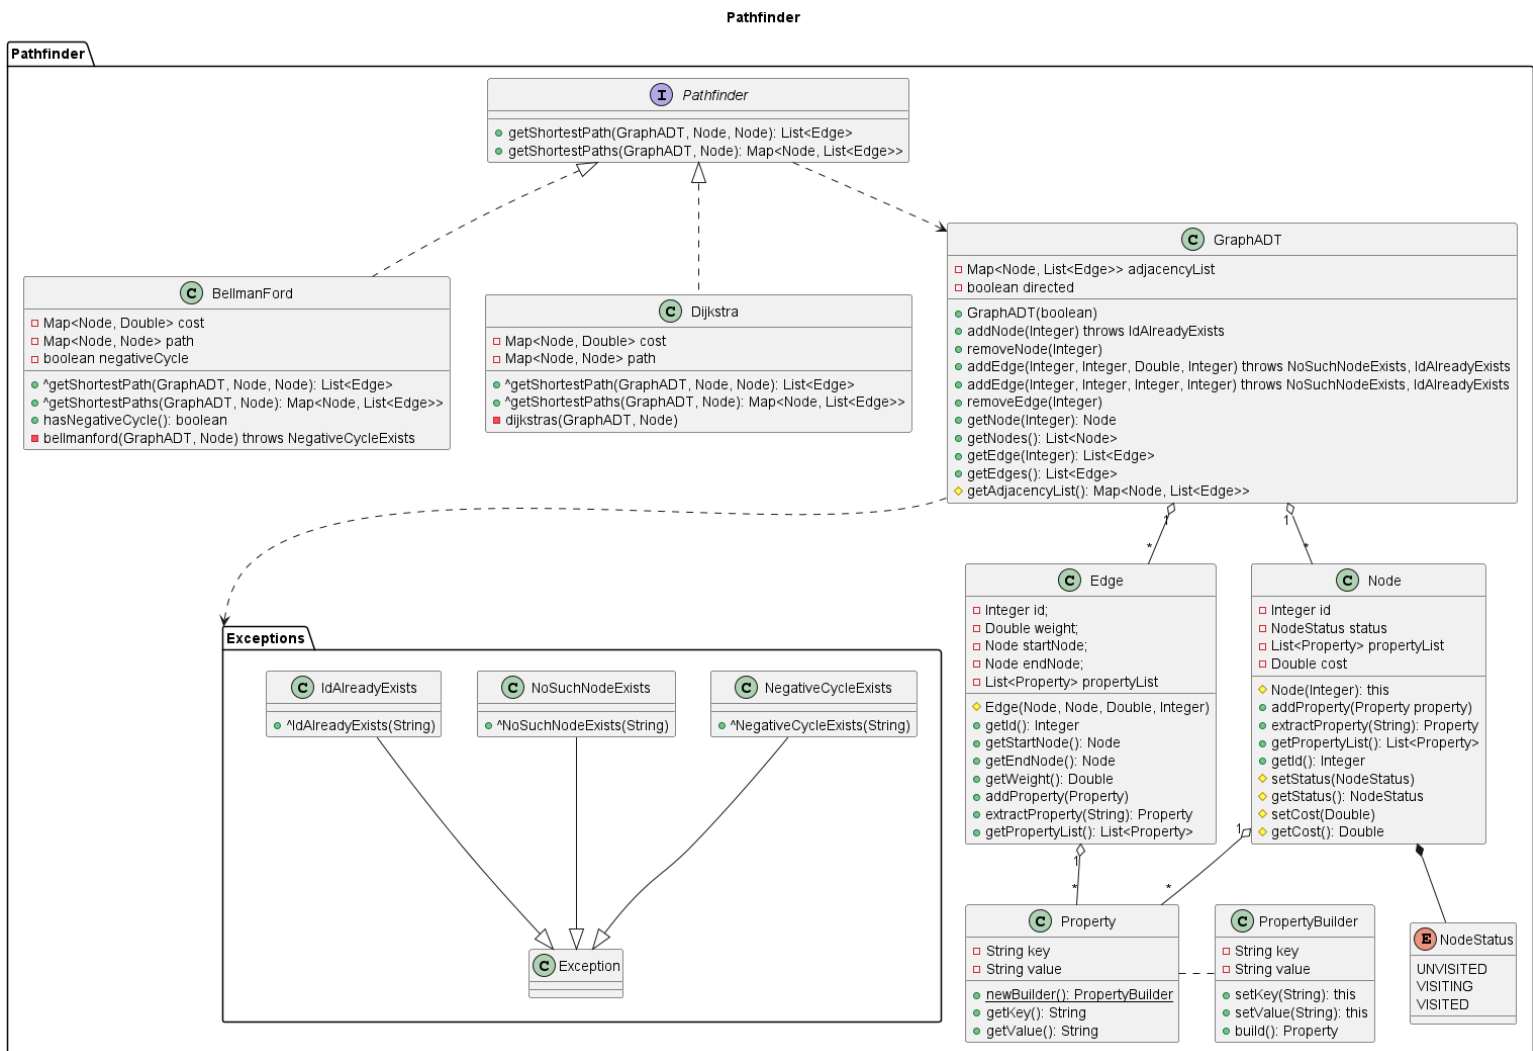 Pathfinder
Pathfinder
I Pathfinder
getShortestPath(GraphADT, Node, Node): List<Edge>
getShortestPaths(GraphADT, Node): Map<Node, List<Edge>>
C BellmanFord
Map<Node, Double> cost
Map<Node, Node> path
boolean negativeCycle
^getShortestPath(GraphADT, Node, Node): List<Edge>
^getShortestPaths(GraphADT, Node): Map<Node, List<Edge>>
hasNegativeCycle(): boolean
bellmanford(GraphADT, Node) throws NegativeCycleExists
C Dijkstra
Map<Node, Double> cost
Map<Node, Node> path
^getShortestPath(GraphADT, Node, Node): List<Edge>
^getShortestPaths(GraphADT, Node): Map<Node, List<Edge>>
dijkstras(GraphADT, Node)
C GraphADT
Map<Node, List<Edge>> adjacencyList
boolean directed
GraphADT(boolean)
addNode(Integer) throws IdAlreadyExists
removeNode(Integer)
addEdge(Integer, Integer, Double, Integer) throws NoSuchNodeExists, IdAlreadyExists
addEdge(Integer, Integer, Integer, Integer) throws NoSuchNodeExists, IdAlreadyExists
removeEdge(Integer)
getNode(Integer): Node
getNodes(): List<Node>
getEdge(Integer): List<Edge>
getEdges(): List<Edge>
getAdjacencyList(): Map<Node, List<Edge>>
1
*
1
*
Exceptions
C IdAlreadyExists
^IdAlreadyExists(String)
C NoSuchNodeExists
^NoSuchNodeExists(String)
C NegativeCycleExists
^NegativeCycleExists(String)
C Exception
C Edge
Integer id;
Double weight;
Node startNode;
Node endNode;
List<Property> propertyList
Edge(Node, Node, Double, Integer)
getId(): Integer
getStartNode(): Node
getEndNode(): Node
getWeight(): Double
addProperty(Property)
extractProperty(String): Property
getPropertyList(): List<Property>
C Node
Integer id
NodeStatus status
List<Property> propertyList
Double cost
Node(Integer): this
addProperty(Property property)
extractProperty(String): Property
getPropertyList(): List<Property>
getId(): Integer
setStatus(NodeStatus)
getStatus(): NodeStatus
setCost(Double)
getCost(): Double
1
*
1
*
C Property
String key
String value
newBuilder(): PropertyBuilder
getKey(): String
getValue(): String
C PropertyBuilder
String key
String value
setKey(String): this
setValue(String): this
build(): Property
E NodeStatus
UNVISITED
VISITING
VISITED